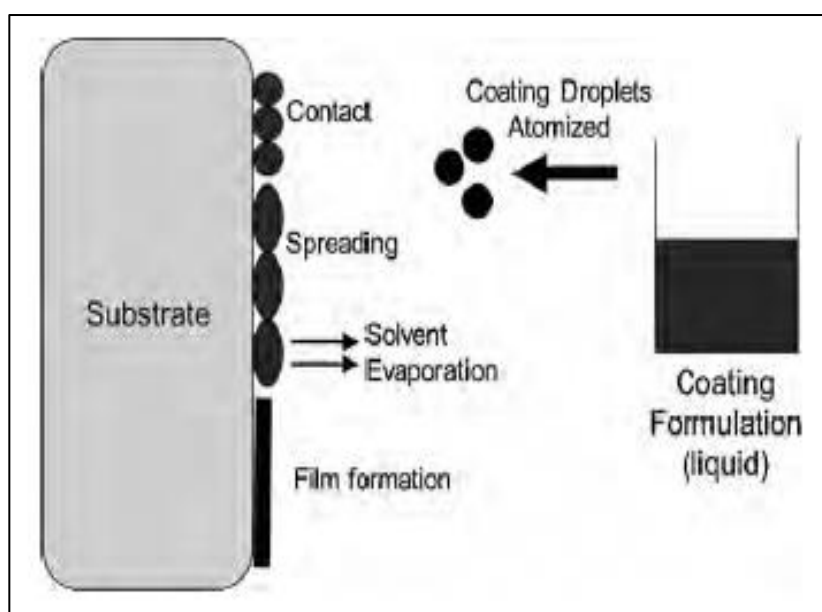 Contact
Coating Droplets
Atomized
Spreading
Substrate
Solvent
Evaporation
Coating
Formulation
(liquid)
Film formation